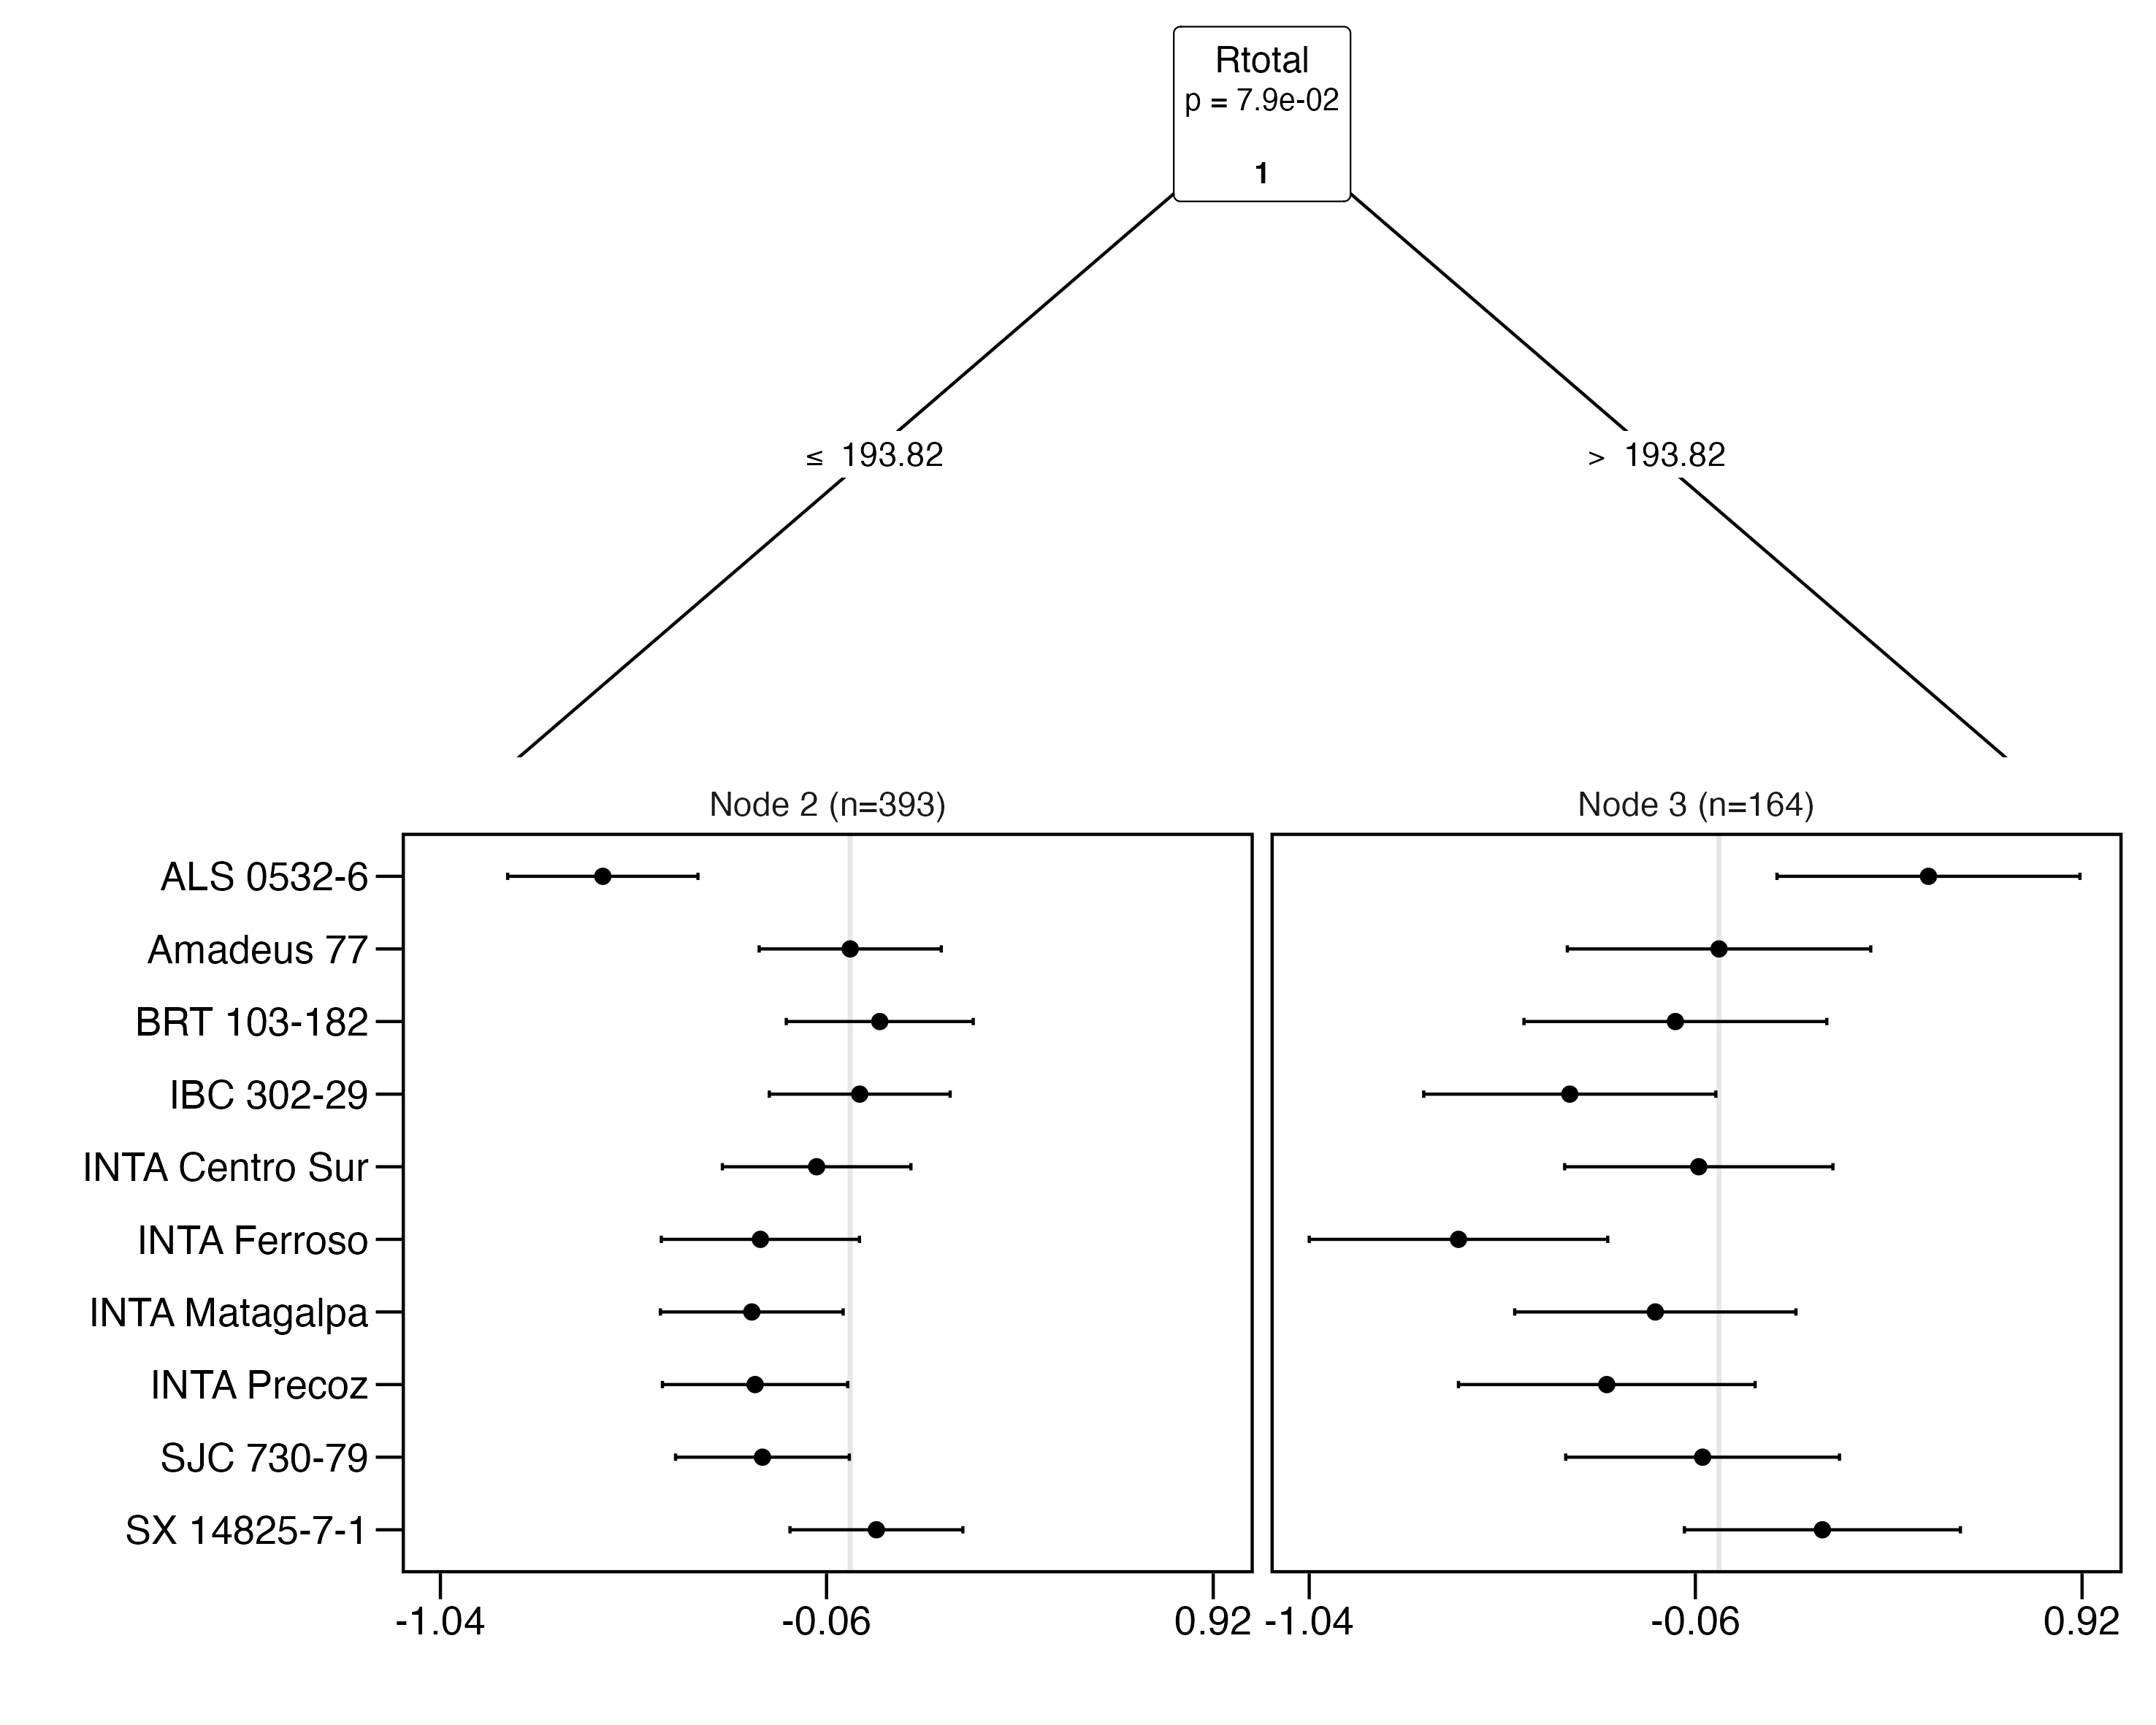 Rtotal
p = 7.9e-02
1
≤ 193.82
> 193.82
Node 2 (n=393)
Node 3 (n=164)
ALS 0532-6
Amadeus 77
BRT 103-182
IBC 302-29
INTA Centro Sur
INTA Ferroso
INTA Matagalpa
INTA Precoz
SJC 730-79
SX 14825-7-1
-1.04 -0.06 0.92 -1.04 -0.06 0.92